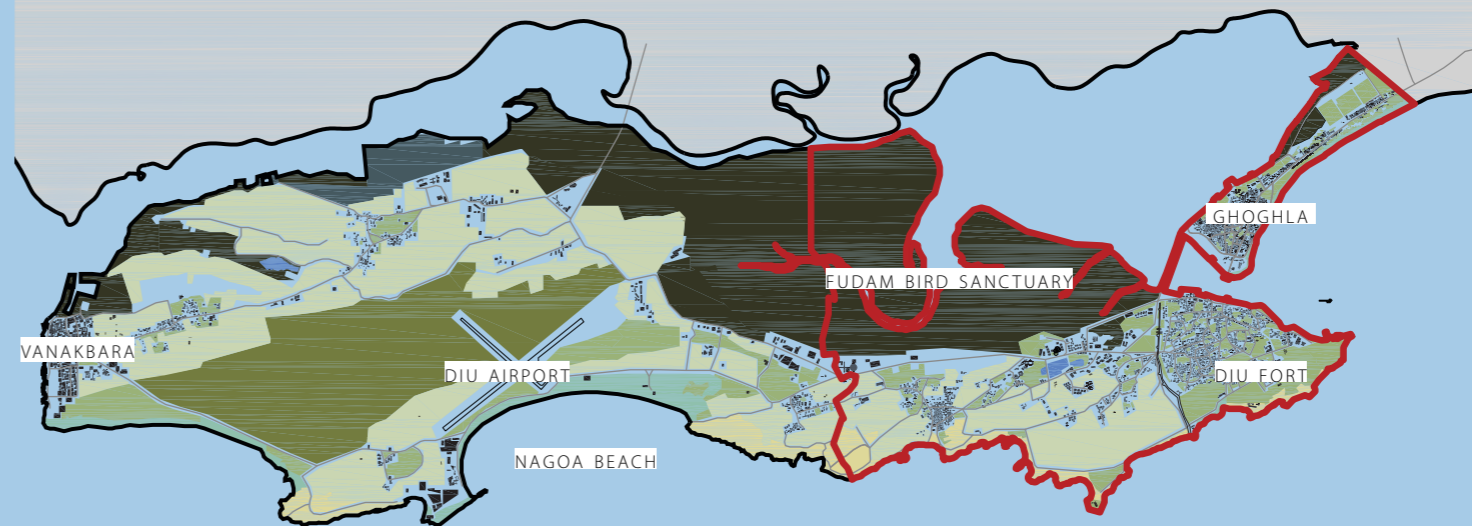 GHOGHLA
FUDAM BIRD SANCTUARY
VANAKBARA
DIU AIRPORT
DIU FORT
NAGOA BEACH